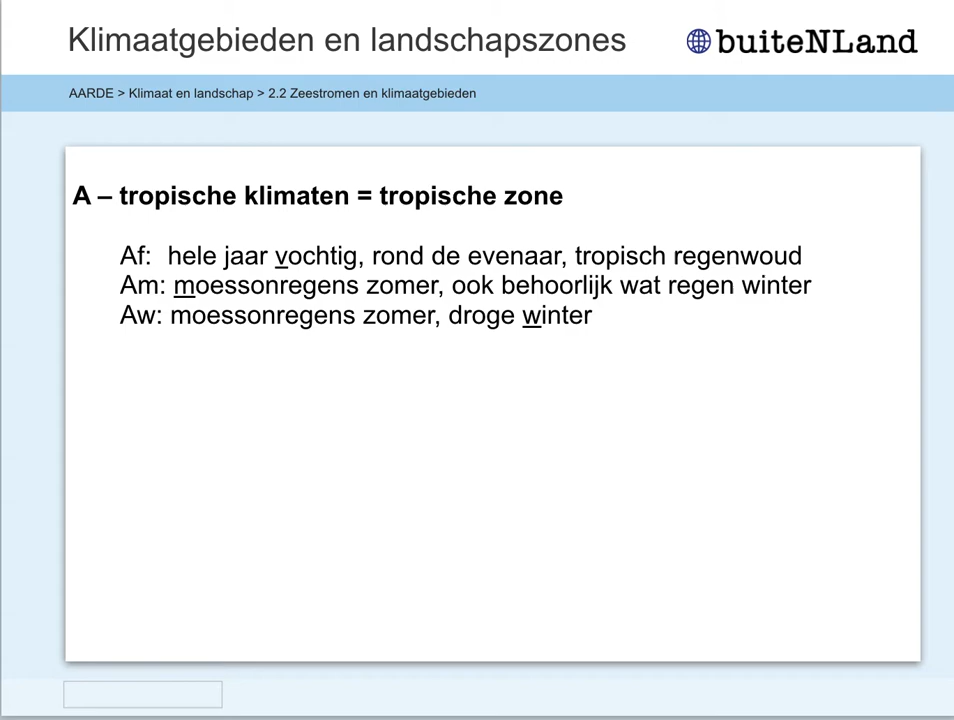 Klimaatgebieden en landschapszones
buiteNLand
AARDE > Klimaat en landschap > 2.2 Zeestromen en klimaatgebieden
A – tropische klimaten = tropische zone
Af: hele jaar vochtig, rond de evenaar, tropisch regenwoud
Am: moessonregens zomer, ook behoorlijk wat regen winter
Aw: moessonregens zomer, droge winter